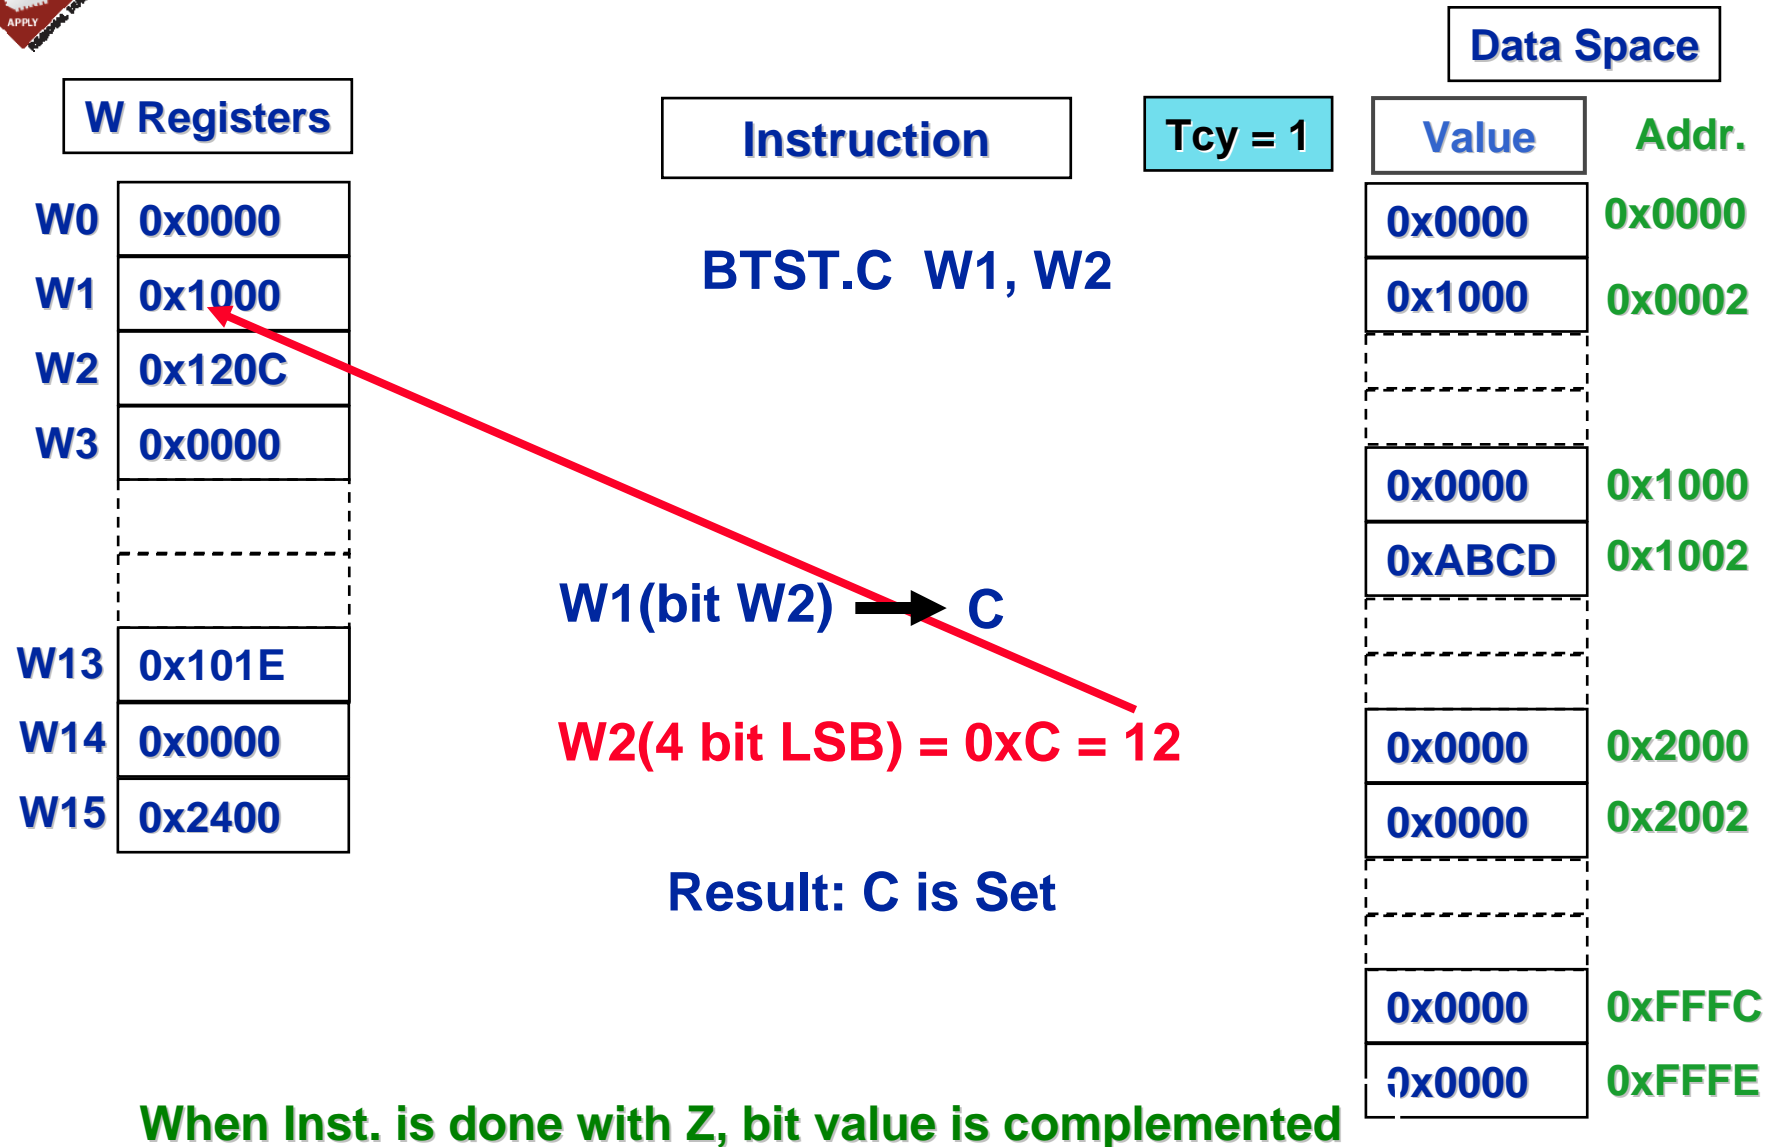 APPLY
Data Space
W Registers
Instruction
Tcy = 1
Value
Addr.
W0 0x0000
W1 0x1000
W2 0x120C
W3 0x0000
W13 0x101E
W14 0x0000
W15 0x2400
BTST.C W1, W2
W1(bit W2) C
W2(4 bit LSB) = 0xC = 12
Result: C is Set
0x0000 0x0000
0x1000 0x0002
0x0000 0x1000
0xABCD 0x1002
0x0000 0x2000
0x0000 0x2002
0x0000 0xFFFC
0x0000 0xFFFE
When Inst. is done with Z, bit value is complemented